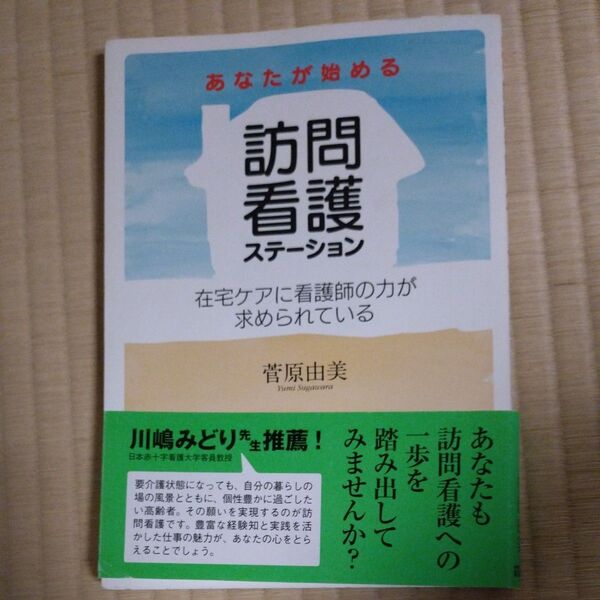 あなたが始める
訪問
看護
ステーション
在宅ケアに看護師の力が
求められている
菅原由美
Yumi Sugawara
川嶋みどり先生推薦！
日本赤十字看護大学客員教授
要介護状態になっても、自分の暮らしの
場の風景とともに、個性豊かに過ごしたい
高齢者。その願いを実現するのが訪
問看護です。豊富な経験知と実践を活
かした仕事の魅力が、あなたの心をとら
えることでしょう。
あなたも
訪問看護への
一歩を
踏み出して
みませんか？